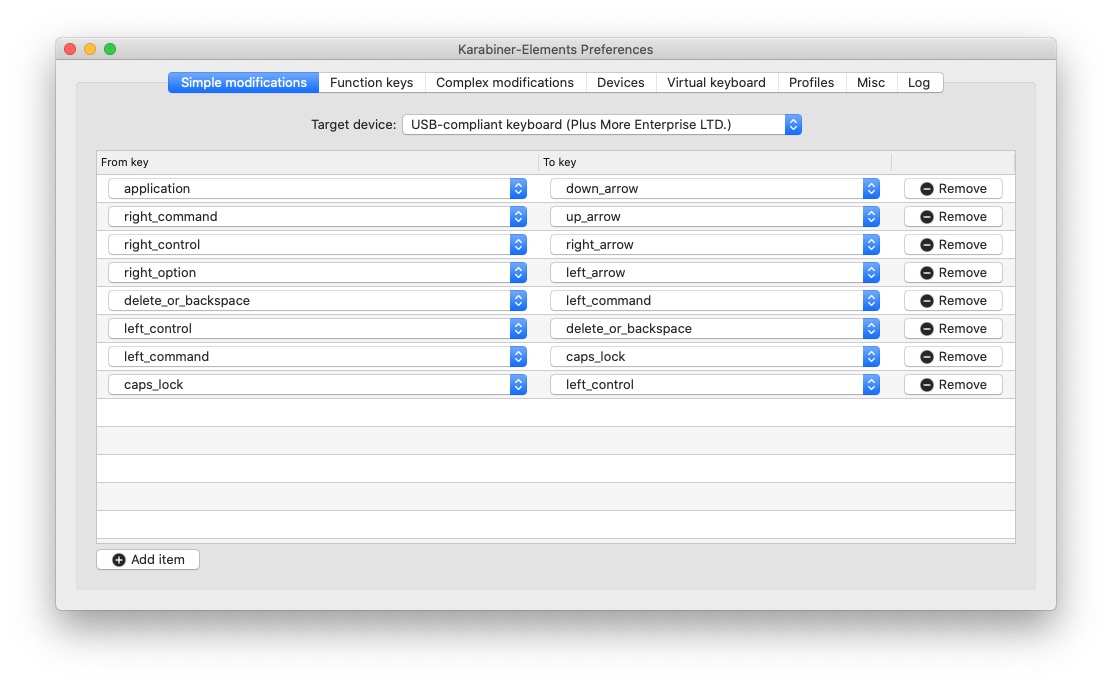 Karabiner-Elements Preferences
Simple modifications Function keys Complex modifications Devices Virtual keyboard Profiles Misc Log
Target device: USB-compliant keyboard (Plus More Enterprise LTD.)
From key To key
application down_arrow Remove
right_command up_arrow Remove
right_control right_arrow Remove
right_option left_arrow Remove
delete_or_backspace left_command Remove
left_control delete_or_backspace Remove
left_command caps_lock Remove
caps_lock left_control Remove
Add item